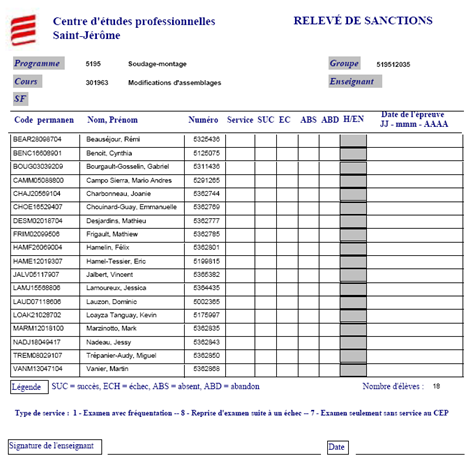 Centre d'études professionnelles
Saint-Jérôme
RELEVÉ DE SANCTIONS
Programme 5195 Soudage-montage Groupe 519512035
Cours 301963 Modifications d'assemblages Enseignant
SF
Code permanen Nom, Prénom Numéro Service SUC EC ABS ABD H/EN Date de l'épreuve
JJ - mmm - AAAA
BEAR28098704 Beauséjour, Rémi 5325436
BENC16608901 Benoit, Cynthia 5125075
BOUG03039209 Bourgault-Gosselin, Gabriel 5311436
CAMM05088800 Campo Sierra, Mario Andres 5291265
CHAJ20569104 Charbonneau, Joanie 5362744
CHOE16529407 Chouinard-Guay, Emmanuelle 5362769
DESM02018704 Desjardins, Mathieu 5362777
FRIM02099506 Frigault, Mathiew 5362785
HAMF26069004 Hamelin, Félix 5362801
HAME12019307 Hamel-Tessier, Eric 5199815
JALV05117907 Jalbert, Vincent 5365382
LAMJ15568806 Lamoureux, Jessica 5364435
LAUD07118606 Lauzon, Dominic 5002365
LOAK21028702 Loayza Tanguay, Kevin 5175997
MARM12018100 Marzinotto, Mark 5362835
NADJ18049417 Nadeau, Jessy 5362843
TREM08029107 Trépanier-Audy, Miguel 5362850
VANM13047104 Vanier, Martin 5362868
Légende SUC = succès, ECH = échec, ABS = absent, ABD = abandon Nombre d'élèves : 18
Type de service : 1 - Examen avec fréquentation -- 8 - Reprise d'examen suite à un échec -- 7 - Examen seulement sans service au CEP
Signature de l'enseignant Date